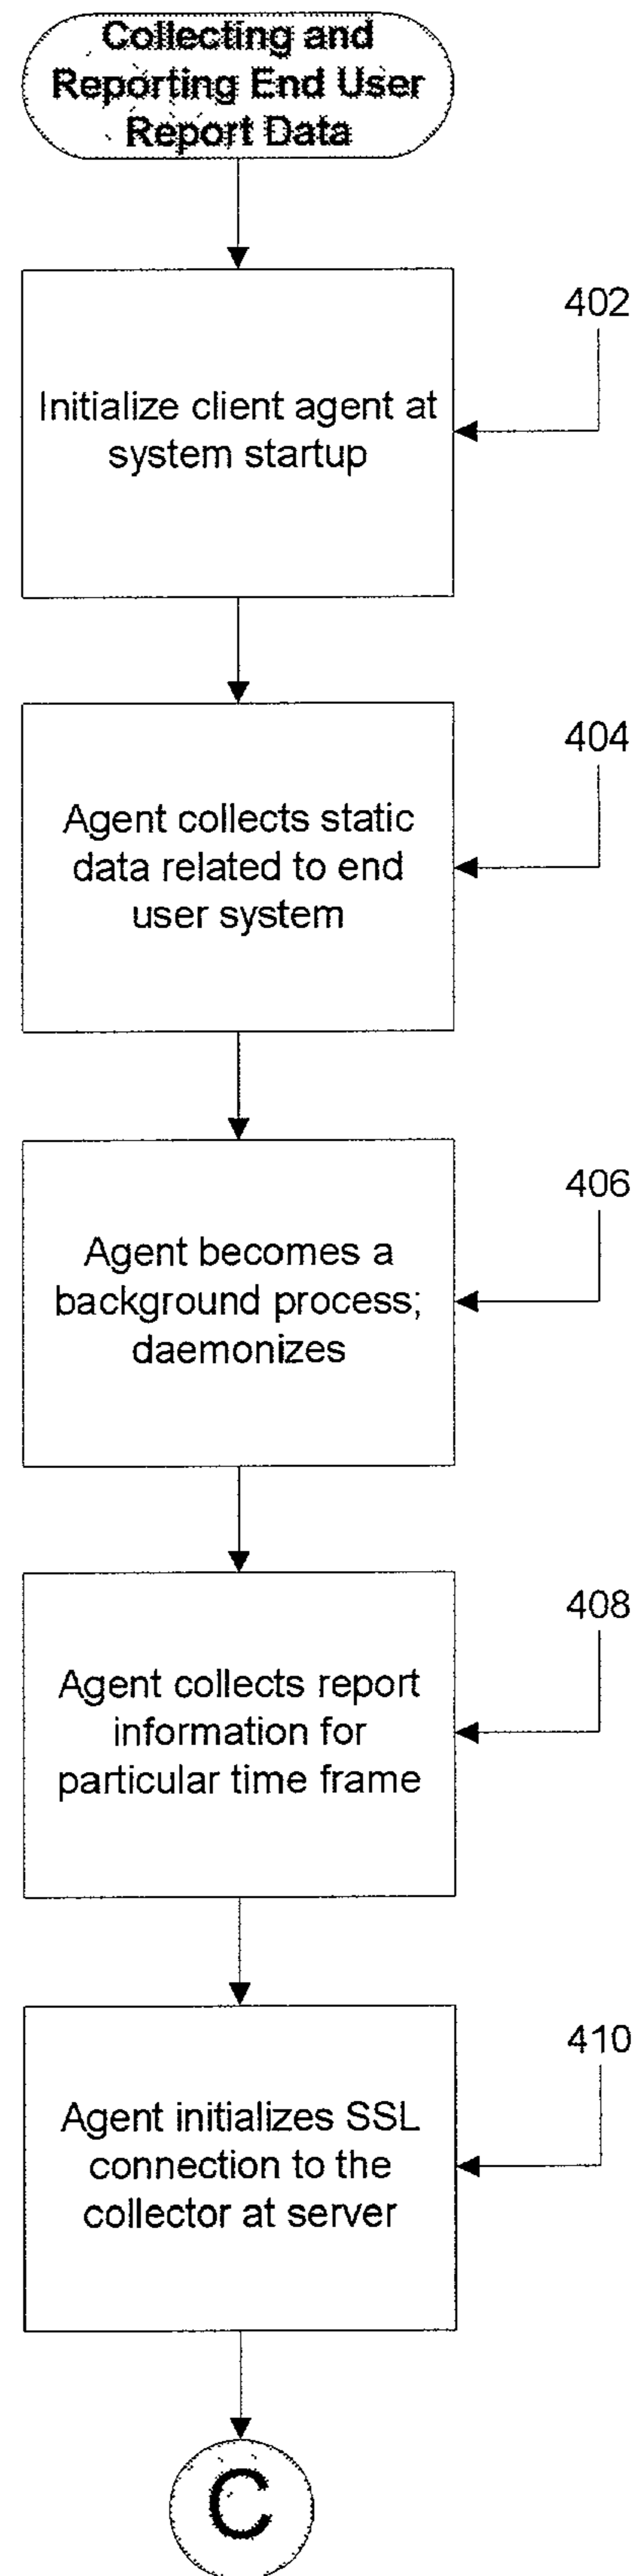 Collecting and
Reporting End User
Report Data
402
Initialize client agent at
system startup
404
Agent collects static
data related to end
user system
406
Agent becomes a
background process;
daemonizes
408
Agent collects report
information for
particular time frame
410
Agent initializes SSL
connection to the
collector at server
C